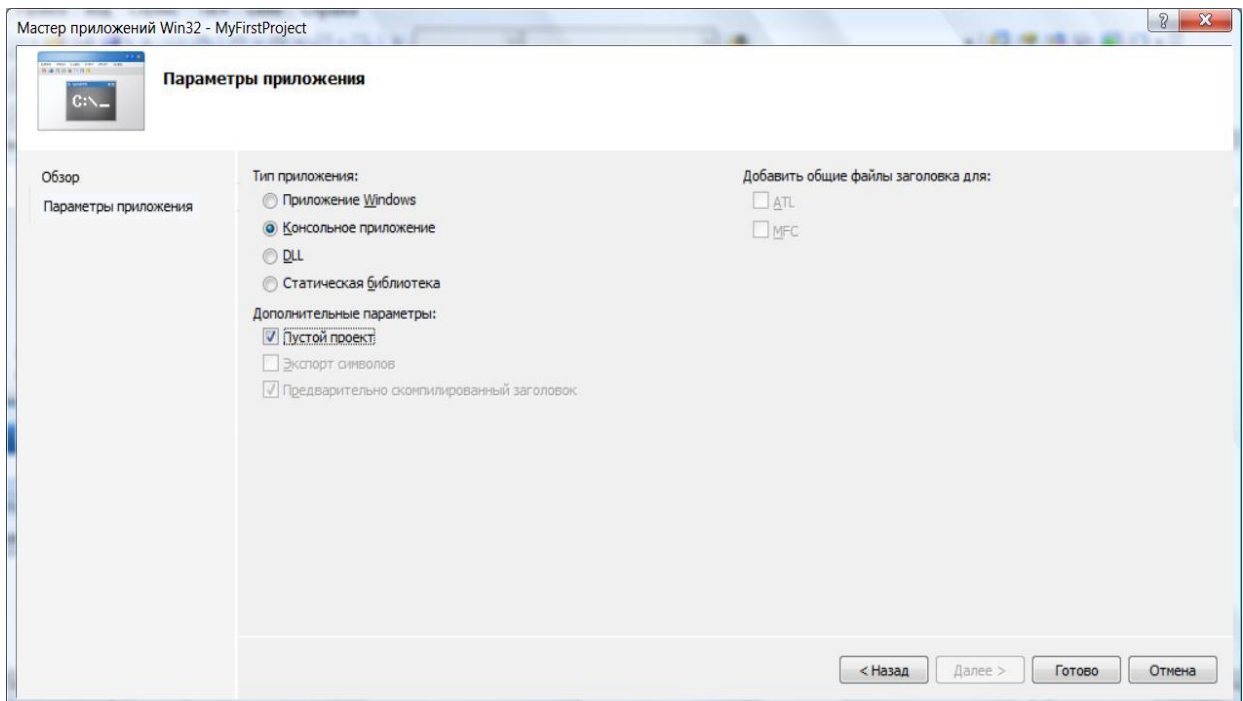 Мастер приложений Win32 - MyFirstProject
C:\_
Параметры приложения
Обзор
Параметры приложения
Тип приложения:
Приложение Windows
Консольное приложение
DLL
Статическая библиотека
Дополнительные параметры:
Пустой проект
Экспорт символов
Предварительно скомпилированный заголовок
Добавить общие файлы заголовка для:
ATL
MFC
< Назад
Далее >
Готово
Отмена